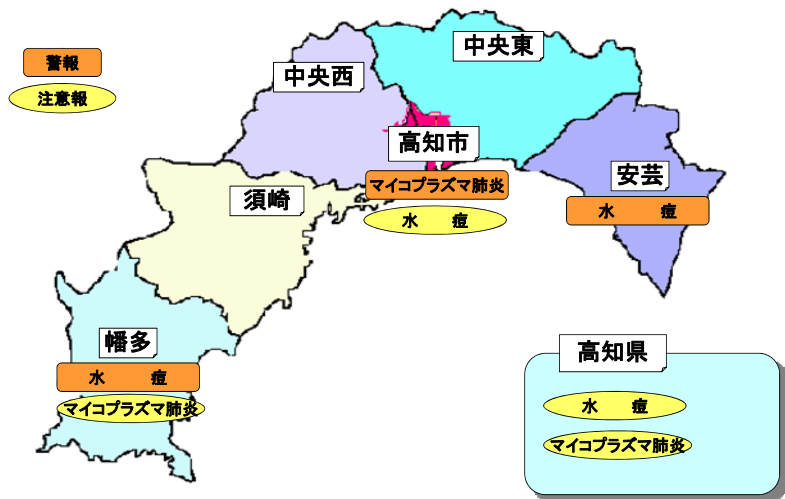 警報
注意報
中央東
中央西
高知市
マイコプラズマ肺炎
水 痘
安芸
水 痘
須崎
幡多
水 痘
マイコプラズマ肺炎
高知県
水 痘
マイコプラズマ肺炎